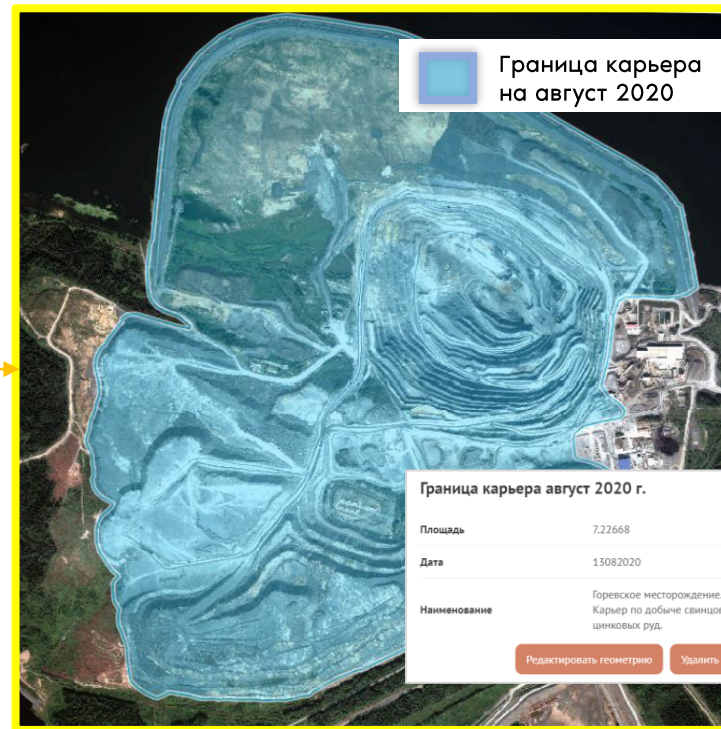 Граница карьера
на август 2020
Граница карьера август 2020 г.
Площадь 7.22668
Дата 13082020
Горевское месторождение.
Наименование Карьер по добыче свинцов
цинковых руд.
Редактировать геометрию Удалить